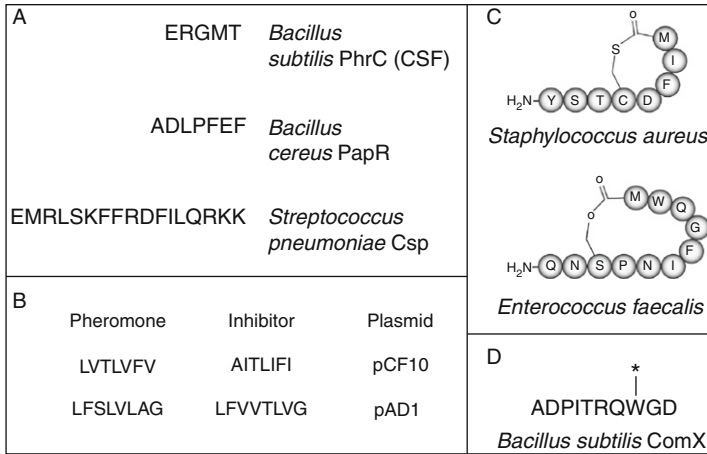 A
ERGMT Bacillus
subtilis PhrC (CSF)
ADLPFEF Bacillus
cereus PapR
EMRLSKFFRDFILQRKK Streptococcus
pneumoniae Csp
B
Pheromone Inhibitor Plasmid
LVTLVFV AITLIFI pCF10
LFSLVLAG LFVVTLVG pAD1
C
o
S M
I
F
H₂N Y S T C D
Staphylococcus aureus
o
o M W Q
G
F
H₂N Q N S P N I
Enterococcus faecalis
D
*
ADPITRQWGD
Bacillus subtilis ComX